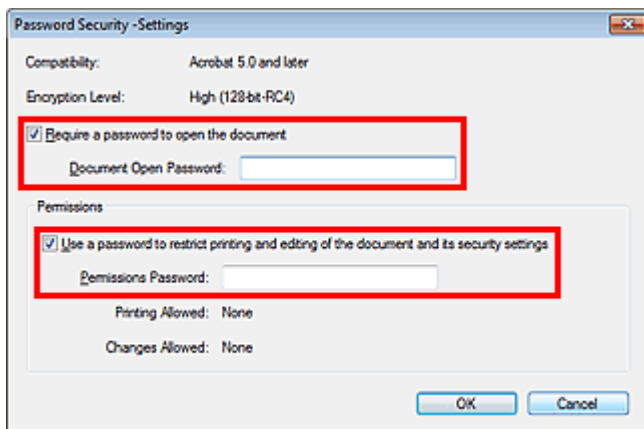 Password Security -Settings
Compatibility: Acrobat 5.0 and later
Encryption Level: High (128-bit-RC4)
Require a password to open the document
Document Open Password:
Permissions
Use a password to restrict printing and editing of the document and its security settings
Permissions Password:
Printing Allowed: None
Changes Allowed: None
OK Cancel